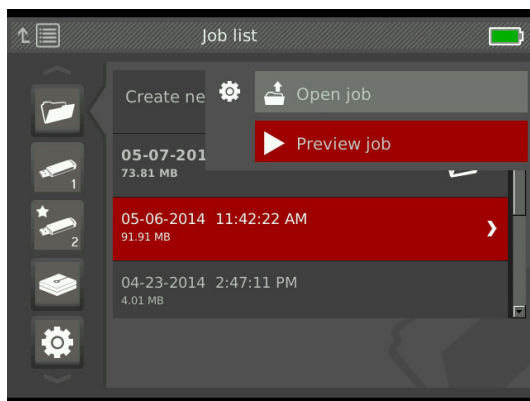 Job list
Create ne
Open job
Preview job
05-07-201
73.81 MB
1
05-06-2014 11:42:22 AM
91.91 MB
2
04-23-2014 2:47:11 PM
4.01 MB